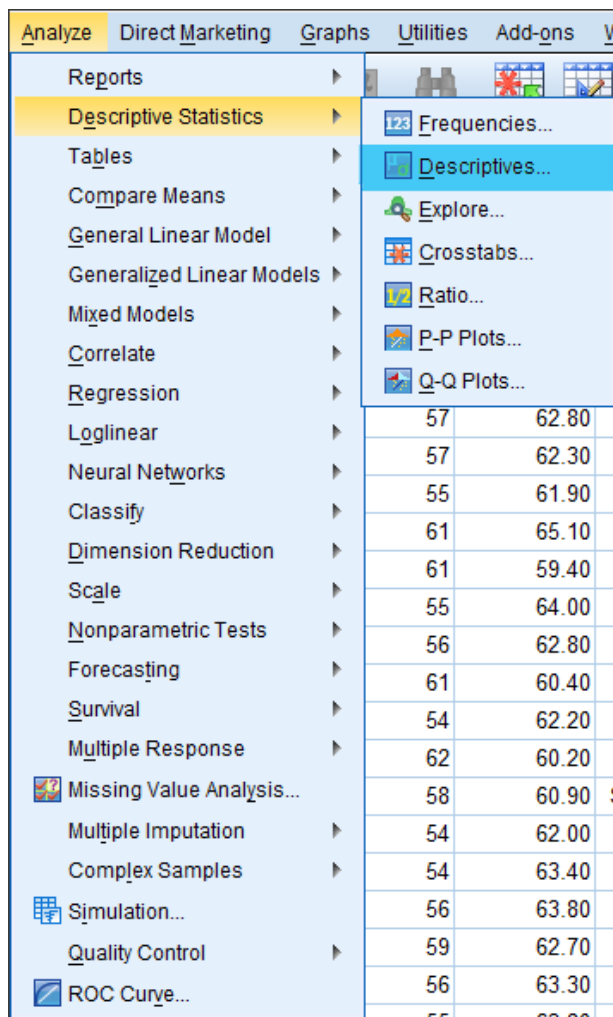 Analyze Direct Marketing Graphs Utilities Add-ons
Reports
Descriptive Statistics
Tables
Compare Means
General Linear Model
Generalized Linear Models
Mixed Models
Correlate
Regression
Loglinear
Neural Networks
Classify
Dimension Reduction
Scale
Nonparametric Tests
Forecasting
Survival
Multiple Response
Missing Value Analysis...
Multiple Imputation
Complex Samples
Simulation...
Quality Control
ROC Curve...
123 Frequencies...
Descriptives...
Explore...
Crosstabs...
1/2 Ratio...
P-P Plots...
Q-Q Plots...
57 62.80
57 62.30
55 61.90
61 65.10
61 59.40
55 64.00
56 62.80
61 60.40
54 62.20
62 60.20
58 60.90
54 62.00
54 63.40
56 63.80
59 62.70
56 63.30